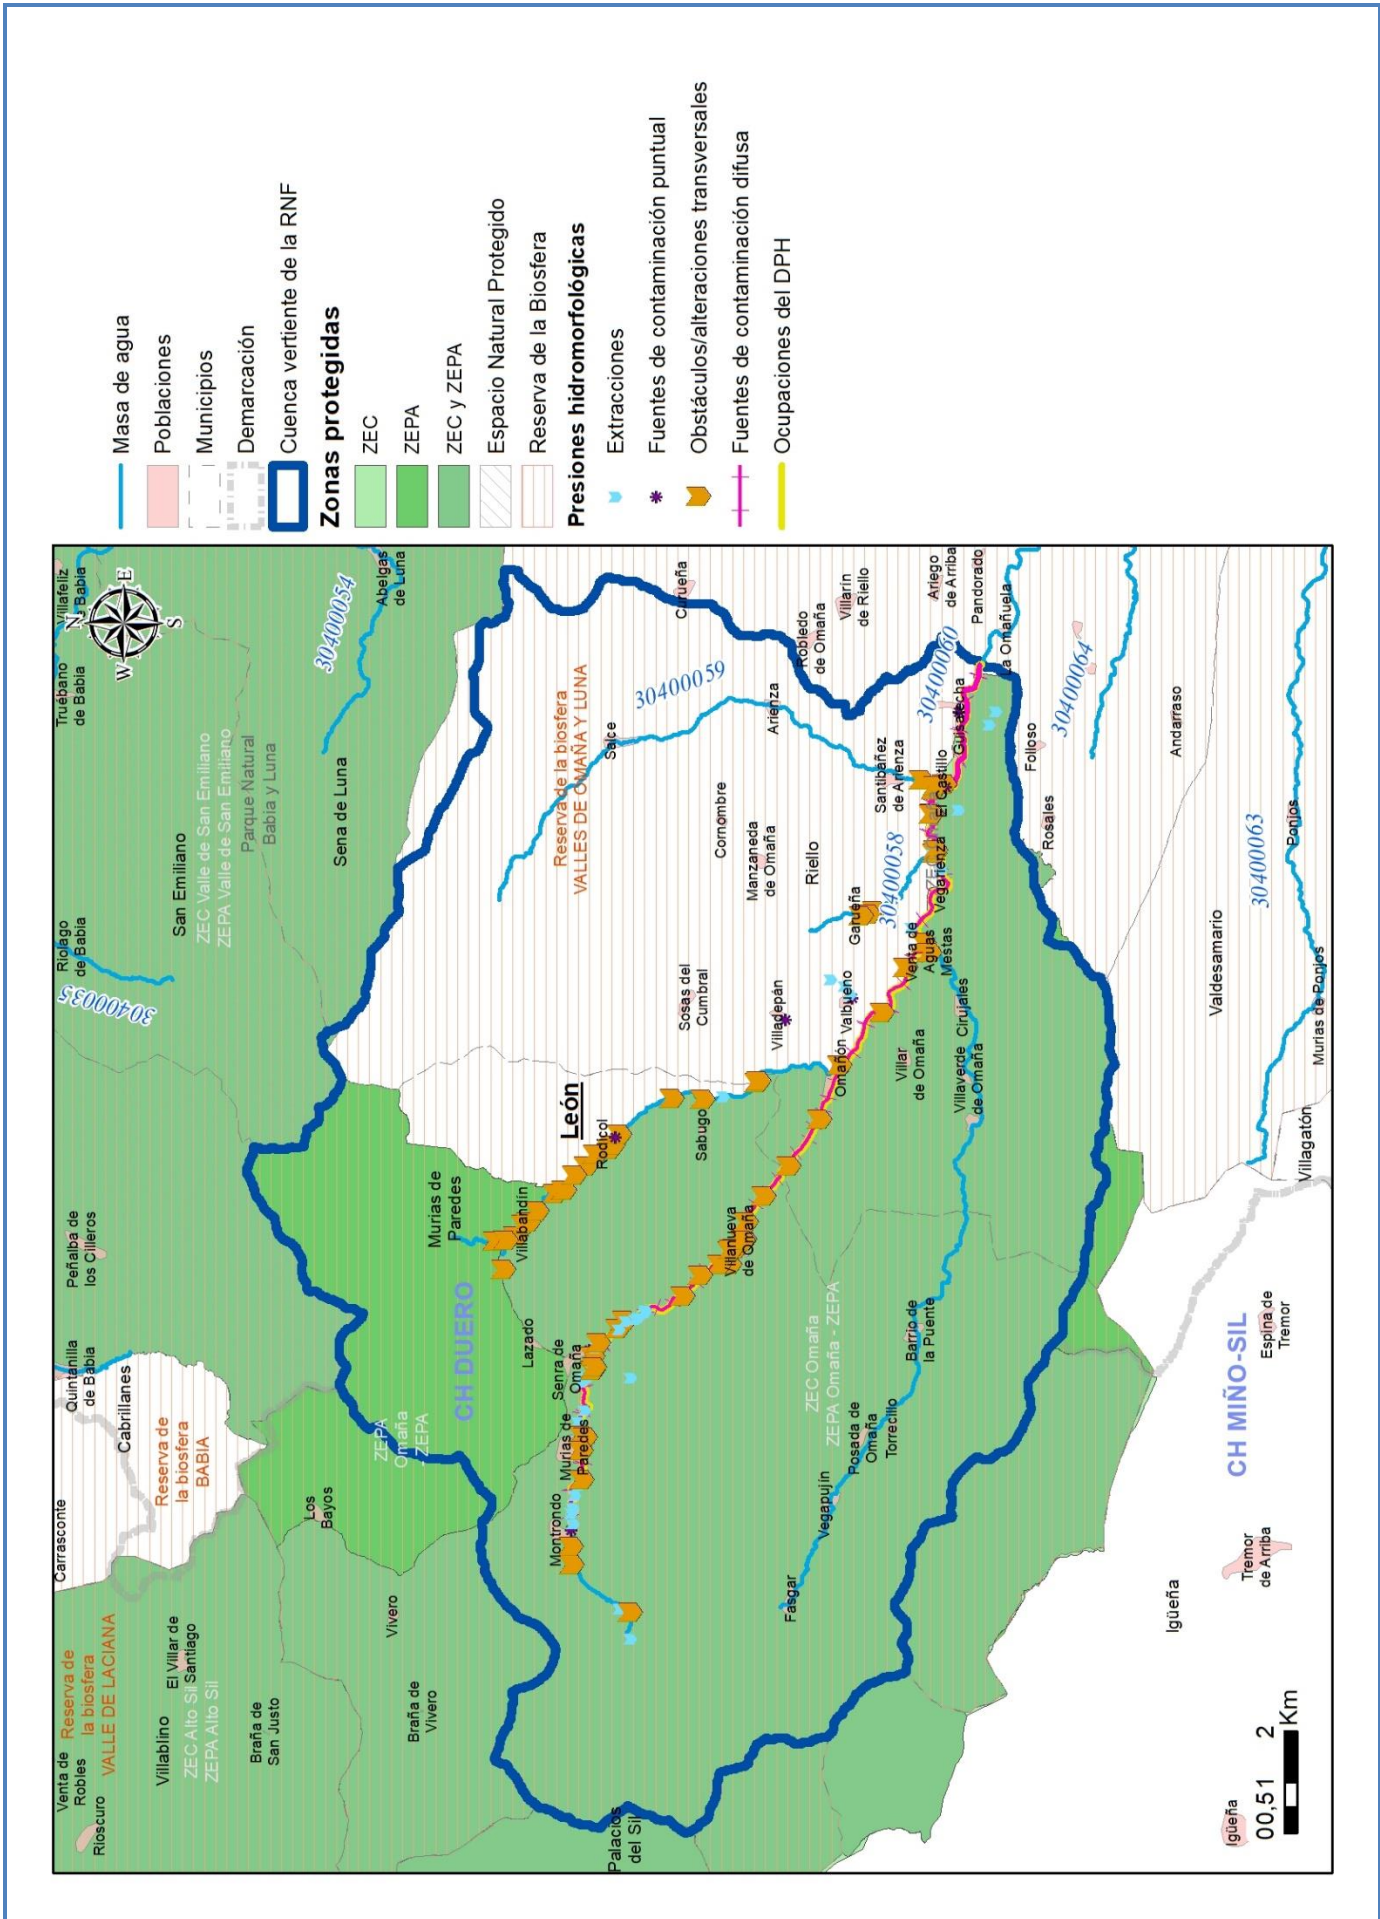 Villafeliz
de Babia
Truébano
de Babia
N
E
S
W
Riolago
de Babia
30400035
San Emiliano
ZEC Valle de San Emiliano
ZEPA Valle de San Emiliano
Parque Natural
Babia y Luna
Sena de Luna
30400054
Abelgas
de Luna
Peñalba de
los Cilleros
Quintanilla
de Babia
Cabrillanes
Carrasconte
Reserva de
la biosfera
BABIA
Venta de
Robles
Rioscuro
Reserva de
la biosfera
VALLE DE LACIANA
Villablino
El Villar de
Santiago
ZEC Alto Sil
ZEPA Alto Sil
Braña de
San Justo
Los
Bayos
Vivero
Braña de
Vivero
ZEPA
Omaña
-ZEPA
CH DUERO
Murias de
Paredes
Villabandín
Lazado
León
Rodicol
Sabugo
Reserva de la biosfera
VALLES DE OMAÑA Y LUNA
Salce
30400059
Curueña
Arienza
Robledo
de Omaña
Villarín
de Riello
Ariego
de Arriba
Pandorado
La Omañuela
30400060
Guisatecha
30400064
Santibáñez
de Arienza
El Castillo
Folloso
Rosales
Andarraso
Cornombre
Manzaneda
de Omaña
Riello
Garueña
30400058
ZEC
Vegarienza
Venta de
Aguas
Mestas
Sosas del
Cumbral
Villadepán
Valbueno
Omañón
Villar
de Omaña
Cirujales
Villaverde
de Omaña
Senra de
Omaña
Murias de
Paredes
Montrondo
Villanueva
de Omaña
ZEC Omaña
ZEPA Omaña - ZEPA
Barrio de
la Puente
Posada de
Omaña
Torrecillo
Vegapujín
Fasgar
Palacios
del Sil
Valdesamario
30400063
Ponjos
Murias de Ponjos
Villagatón
CH MIÑO-SIL
Espina de
Tremor
Tremor
de Arriba
Igüeña
Igüeña
00,51 2
Km
Masa de agua
Poblaciones
Municipios
Demarcación
Cuenca vertiente de la RNF
Zonas protegidas
ZEC
ZEPA
ZEC y ZEPA
Espacio Natural Protegido
Reserva de la Biosfera
Presiones hidromorfológicas
Extracciones
Fuentes de contaminación puntual
Obstáculos/alteraciones transversales
Fuentes de contaminación difusa
Ocupaciones del DPH